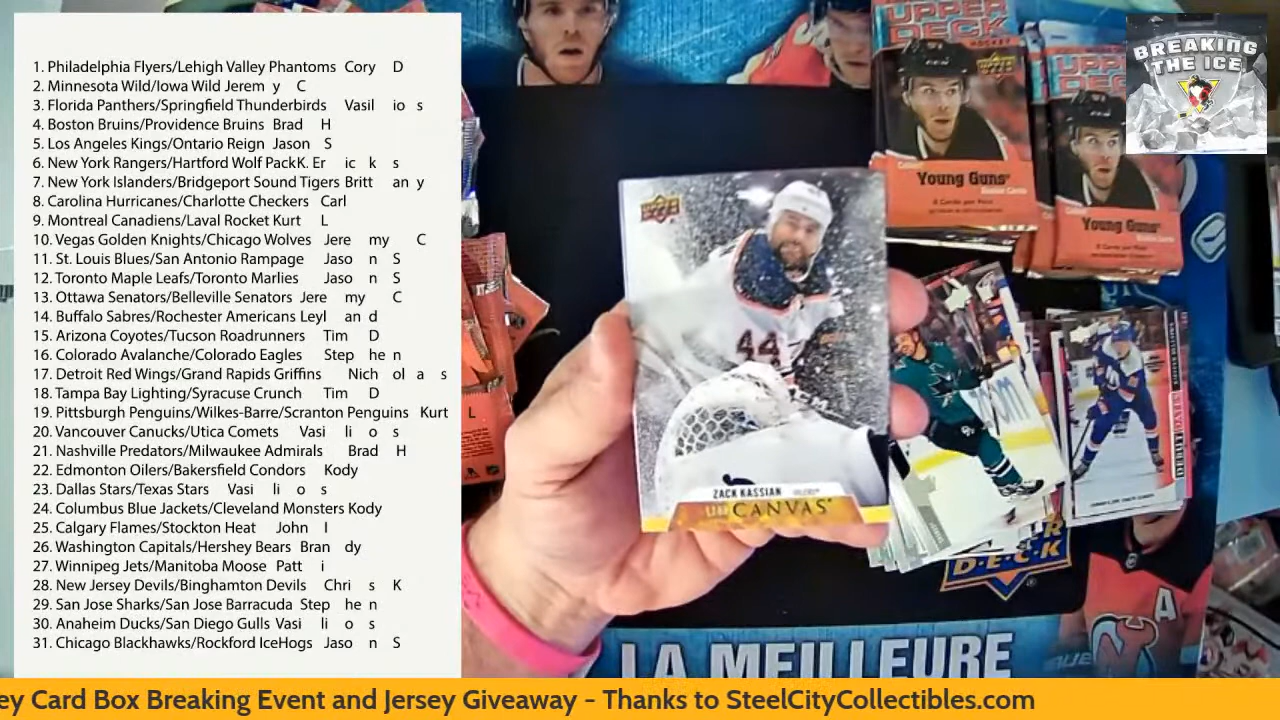 1. Philadelphia Flyers/Lehigh Valley Phantoms Cory D
2. Minnesota Wild/Iowa Wild Jerem y C
3. Florida Panthers/Springfield Thunderbirds Vasil io s
4. Boston Bruins/Providence Bruins Brad H
5. Los Angeles Kings/Ontario Reign Jason S
6. New York Rangers/Hartford Wolf PackK. Er ic k s
7. New York Islanders/Bridgeport Sound Tigers Britt an y
8. Carolina Hurricanes/Charlotte Checkers Carl
9. Montreal Canadiens/Laval Rocket Kurt L
10. Vegas Golden Knights/Chicago Wolves Jere my C
11. St. Louis Blues/San Antonio Rampage Jaso n S
12. Toronto Maple Leafs/Toronto Marlies Jaso n S
13. Ottawa Senators/Belleville Senators Jere my C
14. Buffalo Sabres/Rochester Americans Leyl an d
15. Arizona Coyotes/Tucson Roadrunners Tim D
16. Colorado Avalanche/Colorado Eagles Step he n
17. Detroit Red Wings/Grand Rapids Griffins Nich ol a s
18. Tampa Bay Lighting/Syracuse Crunch Tim D
19. Pittsburgh Penguins/Wilkes-Barre/Scranton Penguins Kurt L
20. Vancouver Canucks/Utica Comets Vasi li o s
21. Nashville Predators/Milwaukee Admirals Brad H
22. Edmonton Oilers/Bakersfield Condors Kody
23. Dallas Stars/Texas Stars Vasi li o s
24. Columbus Blue Jackets/Cleveland Monsters Kody
25. Calgary Flames/Stockton Heat John I
26. Washington Capitals/Hershey Bears Bran dy
27. Winnipeg Jets/Manitoba Moose Patt i
28. New Jersey Devils/Binghamton Devils Chri s K
29. San Jose Sharks/San Jose Barracuda Step he n
30. Anaheim Ducks/San Diego Gulls Vasi li o s
31. Chicago Blackhawks/Rockford IceHogs Jaso n S
UPPER
DECK
HOCKEY
Young Guns
Young Guns
BREAKING
THE ICE
44
ZACK KASSIAN
UD CANVAS
DECK
A
LA MEILLEURE
ey Card Box Breaking Event and Jersey Giveaway - Thanks to SteelCityCollectibles.com